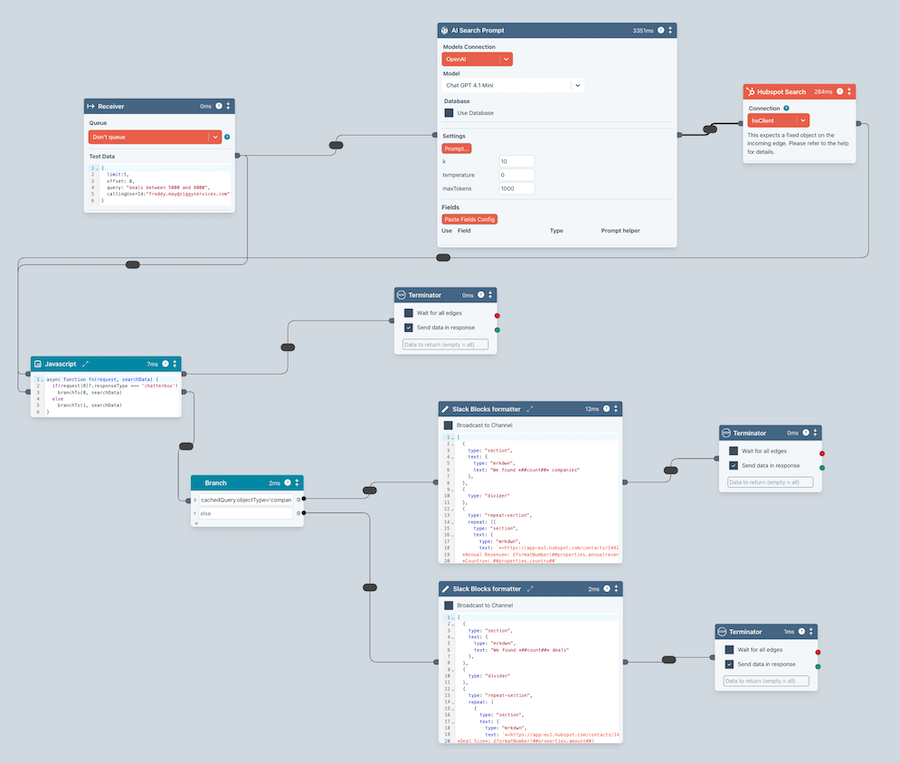 AI Search Prompt 3351ms ?
Models Connection
OpenAI
Model
Chat GPT 4.1 Mini
Database
Use Database
Settings
Prompt...
k 10
temperature 0
maxTokens 1000
Fields
Paste Fields Config
Use Field Type Prompt helper
Hubspot Search 284ms ?
Connection ?
hsClient
This expects a fixed object on the
incoming edge. Please refer to the help
for details.
Receiver 0ms ?
Queue
Don't queue
Test Data
1 {
2 limit:5,
3 offset: 0,
4 query: "deals between 5000 and 8000",
5 callingUserId:"freddy.may@piggyservices.com"
6 }
Terminator 0ms ?
Wait for all edges
Send data in response
Data to return (empty = all)
Javascript 7ms ?
1 async function fn(request, searchData) {
2 if(request[0]?.responseType === 'chatterbox')
3 branchTo(0, searchData)
4 else
5 branchTo(1, searchData)
6 }
Branch 2ms ?
cachedQuery.objectType='compan 0
else 0
+
Slack Blocks formatter 12ms ?
Broadcast to Channel
1 [
2 {
3 type: "section",
4 text: {
5 type: "mrkdwn",
6 text: "We found *##count##* companies"
7 },
8 },
9 {
10 type: "divider"
11 },
12 {
13 type: "repeat-section",
14 repeat: [{
15 type: "section",
16 text: {
17 type: "mrkdwn",
18 text: `*<https://app-eu1.hubspot.com/contacts/1441
19 *Annual Revenue*: £formatNumber(##properties.annualrever
20 *Country*: ##properties.country##`
Terminator 0ms ?
Wait for all edges
Send data in response
Data to return (empty = all)
Slack Blocks formatter 2ms ?
Broadcast to Channel
1 [
2 {
3 type: "section",
4 text: {
5 type: "mrkdwn",
6 text: "We found *##count##* deals"
7 },
8 },
9 {
10 type: "divider"
11 },
12 {
13 type: "repeat-section",
14 repeat: [
15 {
16 type: "section",
17 text: {
18 type: "mrkdwn",
19 text: `*<https://app-eu1.hubspot.com/contacts/14
20 *Deal Size*: £formatNumber(##properties.amount##)
Terminator 1ms ?
Wait for all edges
Send data in response
Data to return (empty = all)